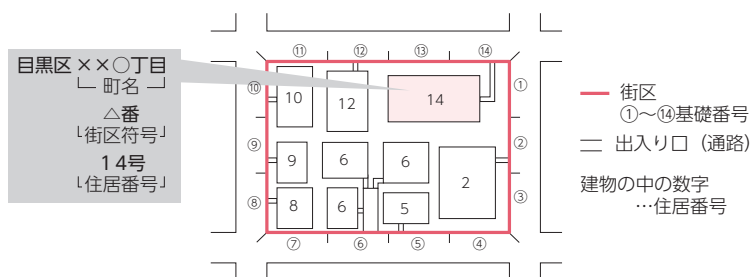 目黒区××○丁目
町名
△番
街区符号
14号
住居番号
⑪ ⑫ ⑬ ⑭
⑩ ①
⑨ ②
⑧ ③
⑦ ⑥ ⑤ ④
10 12 14
9 6 6 2
8 6 5
街区
①~⑭基礎番号
出入り口(通路)
建物の中の数字
…住居番号